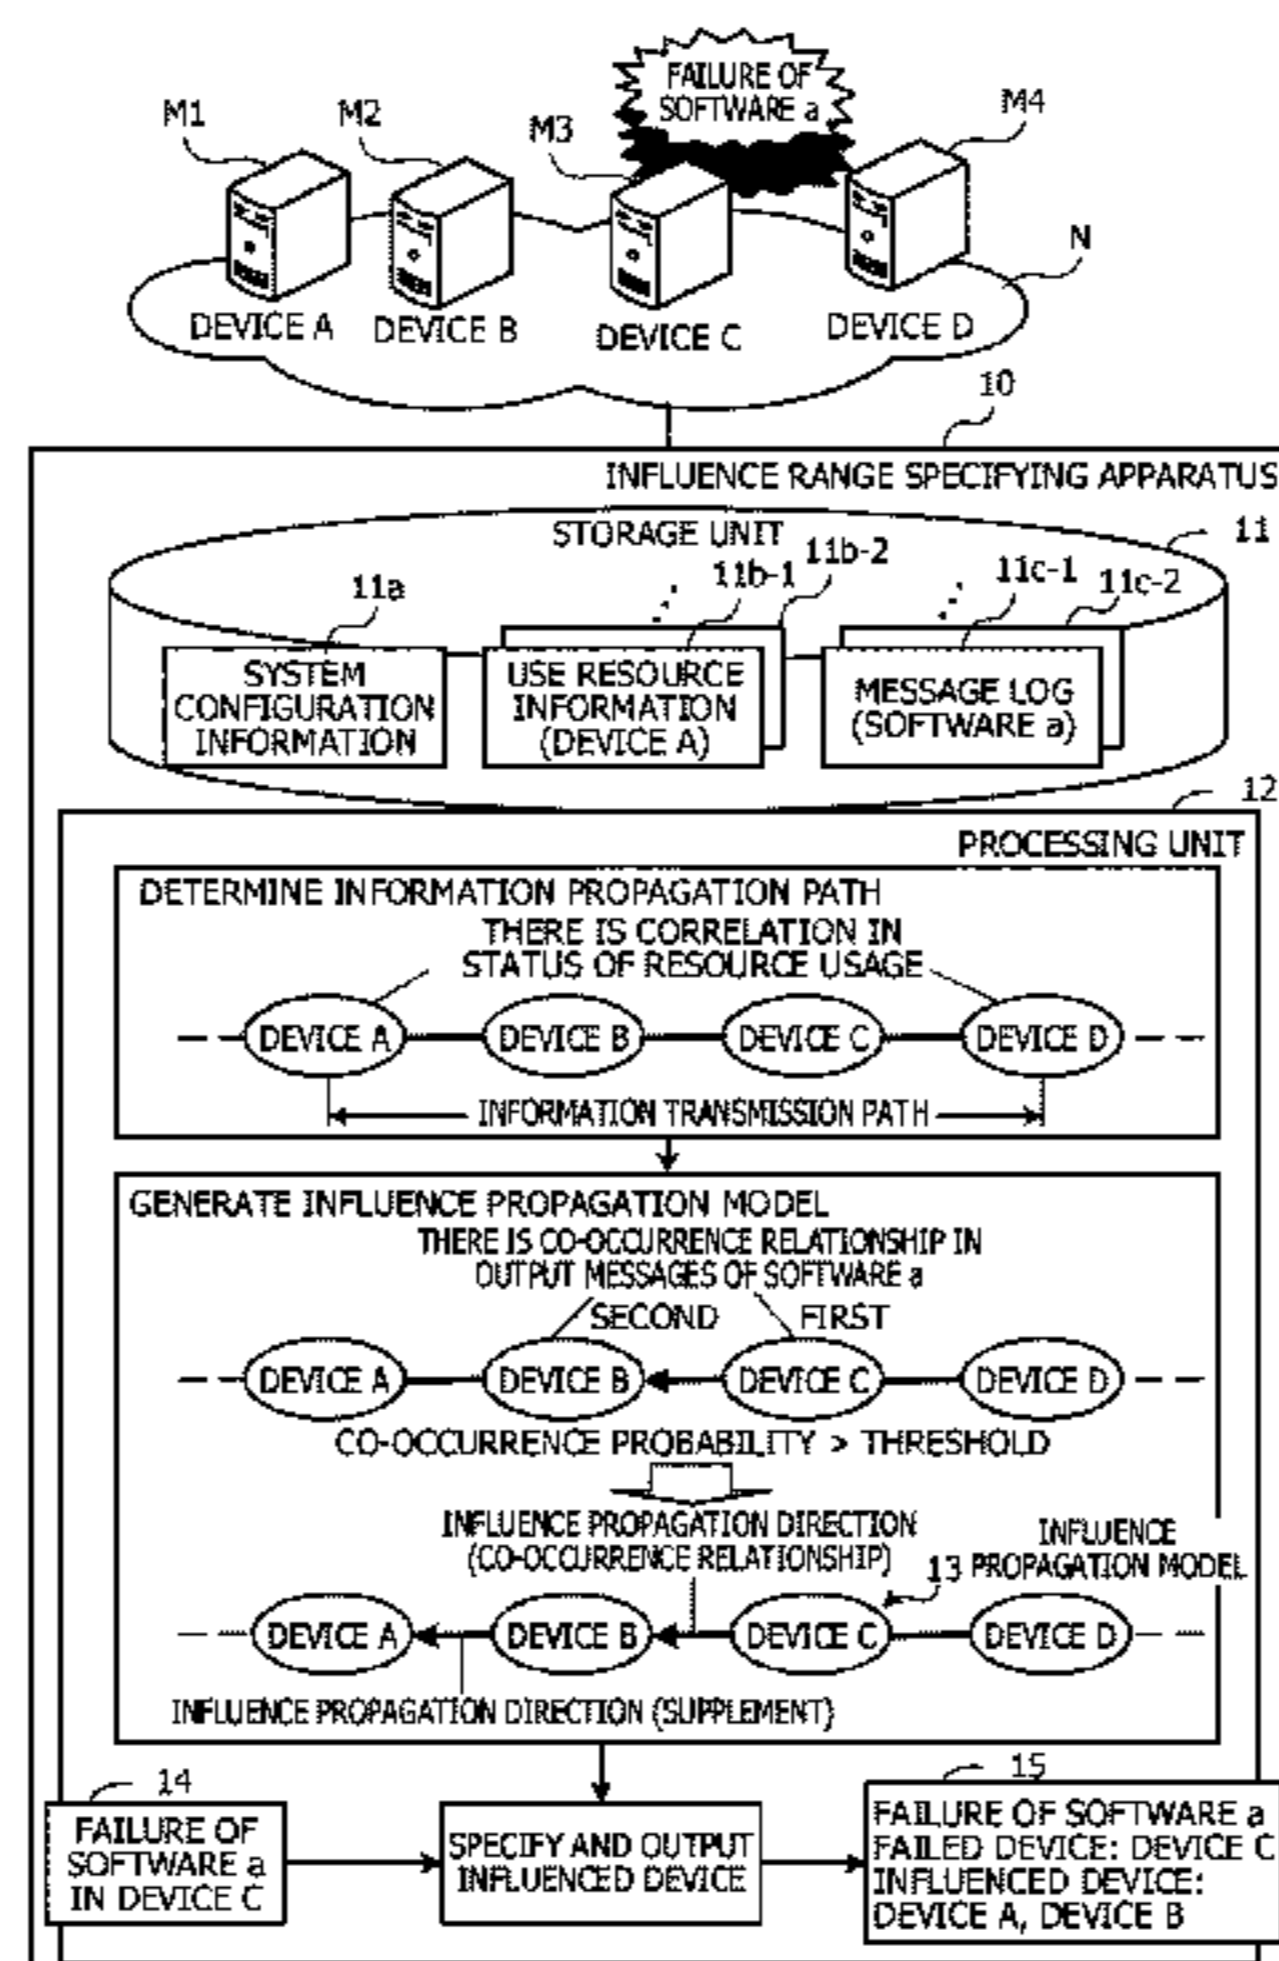 FAILURE OF
SOFTWARE a
M1
M2
M3
M4
N
DEVICE A
DEVICE B
DEVICE C
DEVICE D
10
INFLUENCE RANGE SPECIFYING APPARATUS
STORAGE UNIT
11
11a
11b-1
11b-2
11c-1
11c-2
SYSTEM
CONFIGURATION
INFORMATION
USE RESOURCE
INFORMATION
(DEVICE A)
MESSAGE LOG
(SOFTWARE a)
12
PROCESSING UNIT
DETERMINE INFORMATION PROPAGATION PATH
THERE IS CORRELATION IN
STATUS OF RESOURCE USAGE
DEVICE A
DEVICE B
DEVICE C
DEVICE D
INFORMATION TRANSMISSION PATH
GENERATE INFLUENCE PROPAGATION MODEL
THERE IS CO-OCCURRENCE RELATIONSHIP IN
OUTPUT MESSAGES OF SOFTWARE a
SECOND
FIRST
DEVICE A
DEVICE B
DEVICE C
DEVICE D
CO-OCCURRENCE PROBABILITY > THRESHOLD
INFLUENCE PROPAGATION DIRECTION
(CO-OCCURRENCE RELATIONSHIP)
13
INFLUENCE
PROPAGATION MODEL
DEVICE A
DEVICE B
DEVICE C
DEVICE D
INFLUENCE PROPAGATION DIRECTION (SUPPLEMENT)
14
FAILURE OF
SOFTWARE a
IN DEVICE C
SPECIFY AND OUTPUT
INFLUENCED DEVICE
15
FAILURE OF SOFTWARE a
FAILED DEVICE: DEVICE C
INFLUENCED DEVICE:
DEVICE A, DEVICE B